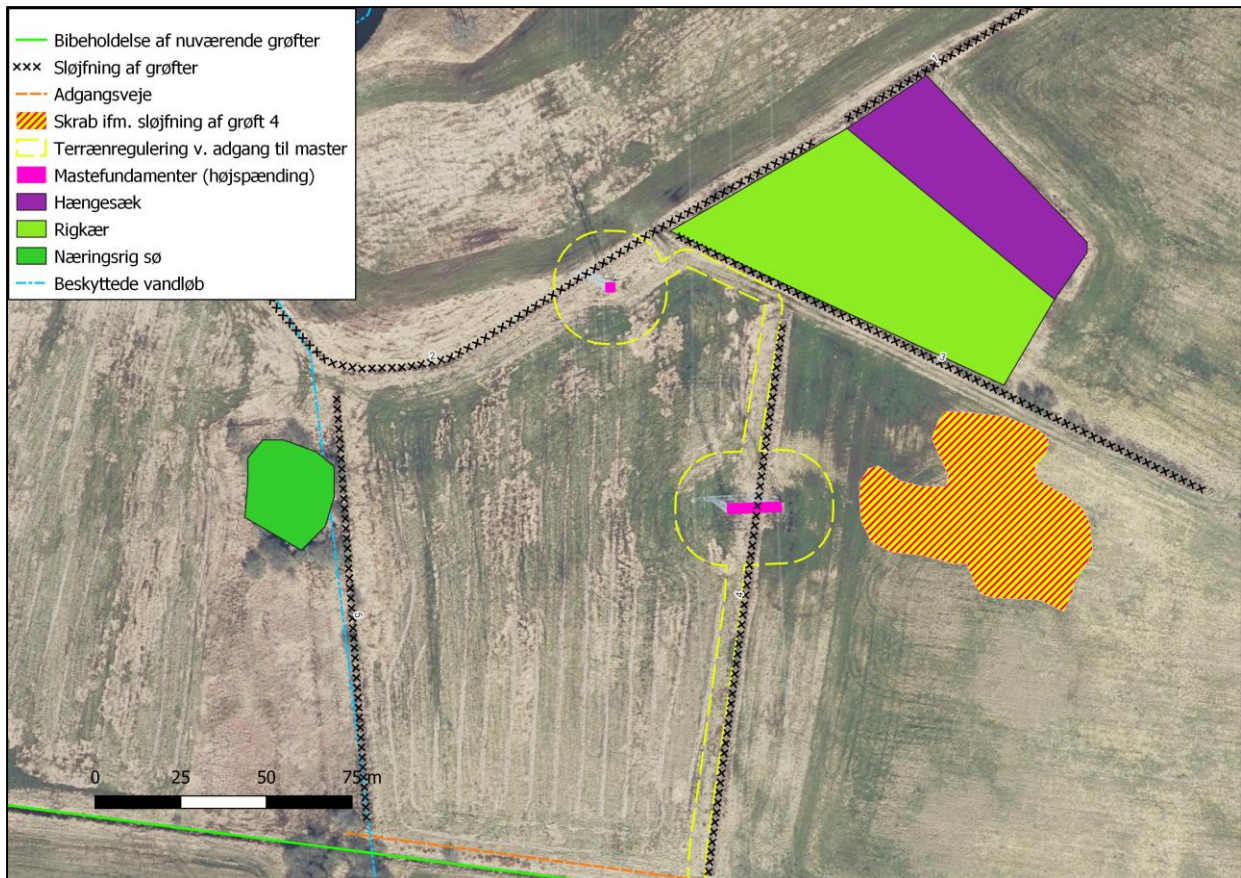 Bibeholdelse af nuværende grøfter
Sløjfning af grøfter
Adgangsveje
Skrab ifm. sløjfning af grøft 4
Terrænregulering v. adgang til master
Mastefundamenter (højspænding)
Hængesæk
Rigkær
Næringsrig sø
Beskyttede vandløb
1
2
3
4
5
0 25 50 75 m